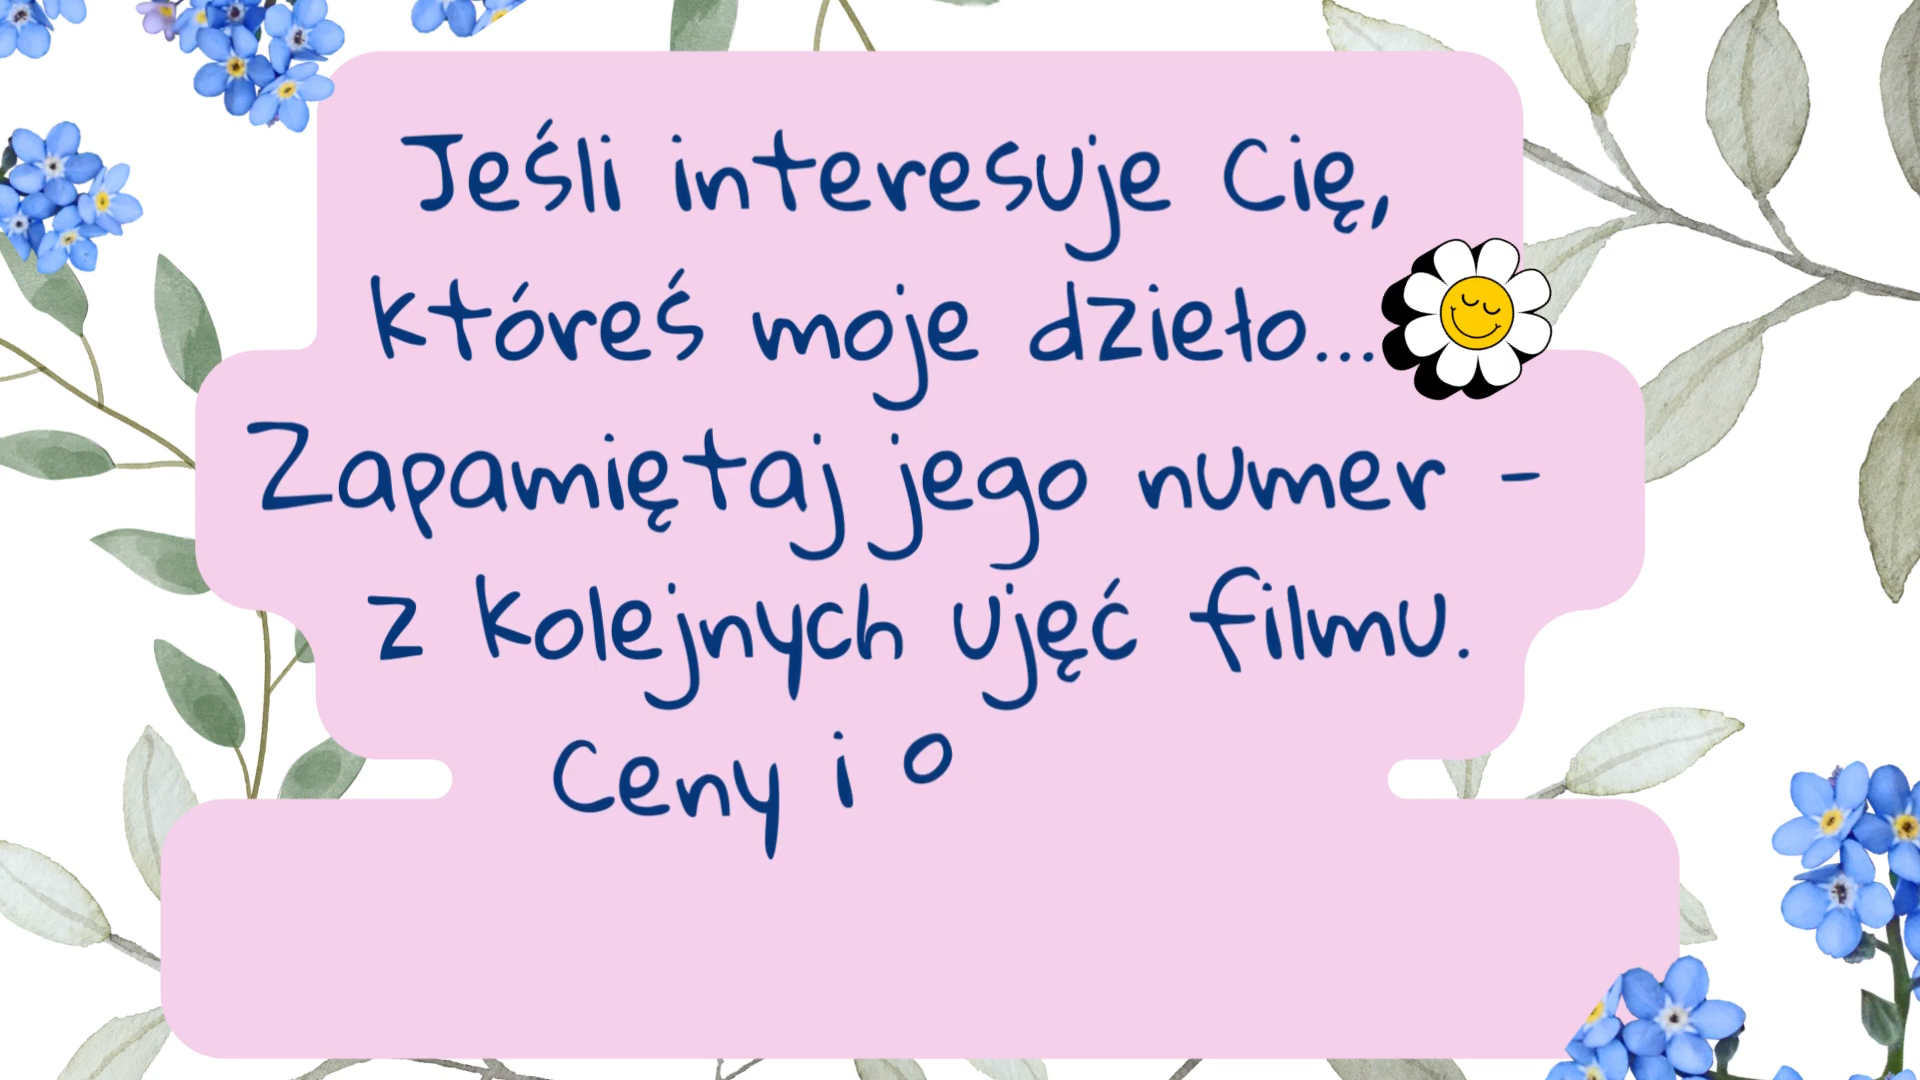 Jeśli interesuje Cię,
któreś moje dzieło...
Zapamiętaj jego numer -
z kolejnych ujęć filmu.
Ceny i o